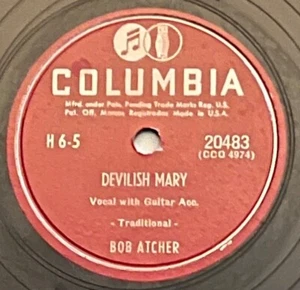 COLUMBIA
Mfrd. under Pats. Pending Trade Marks Reg. U.S.
Pat. Off. Marcas Registradas Made in U.S.A.
H 6-5
20483
(CCO 4974)
DEVILISH MARY
Vocal with Guitar Acc.
- Traditional -
BOB ATCHER